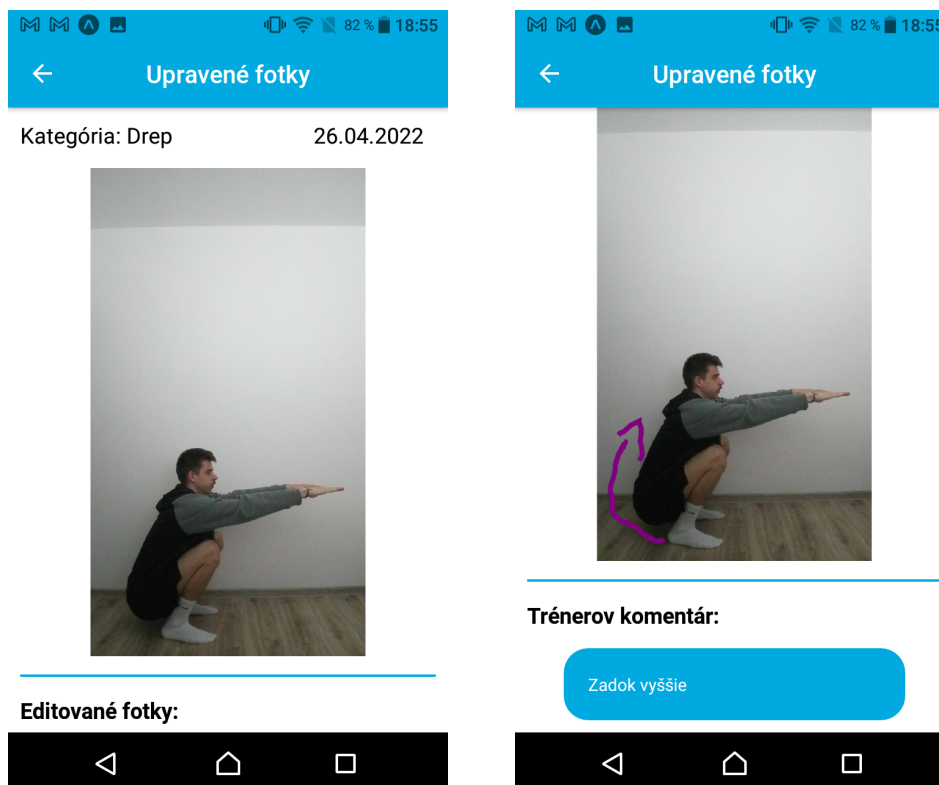 82 % 18:55
Upravené fotky
Kategória: Drep 26.04.2022
Editované fotky:
82 % 18:55
Upravené fotky
Trénerov komentár:
Zadok vyššie